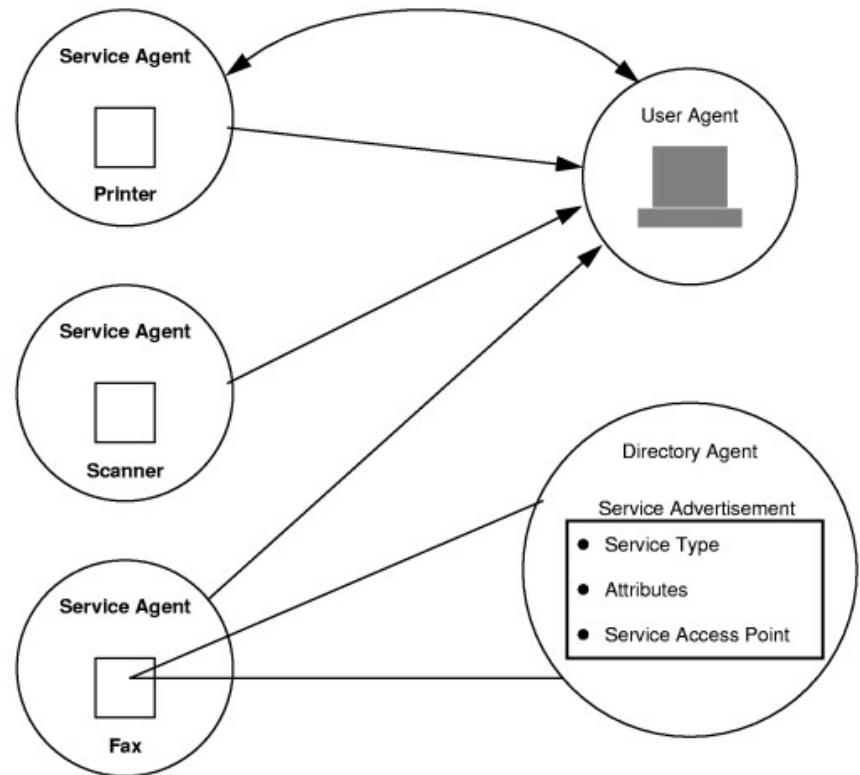 Service Agent
Printer
User Agent
Service Agent
Scanner
Directory Agent
Service Advertisement
Service Type
Attributes
Service Access Point
Service Agent
Fax